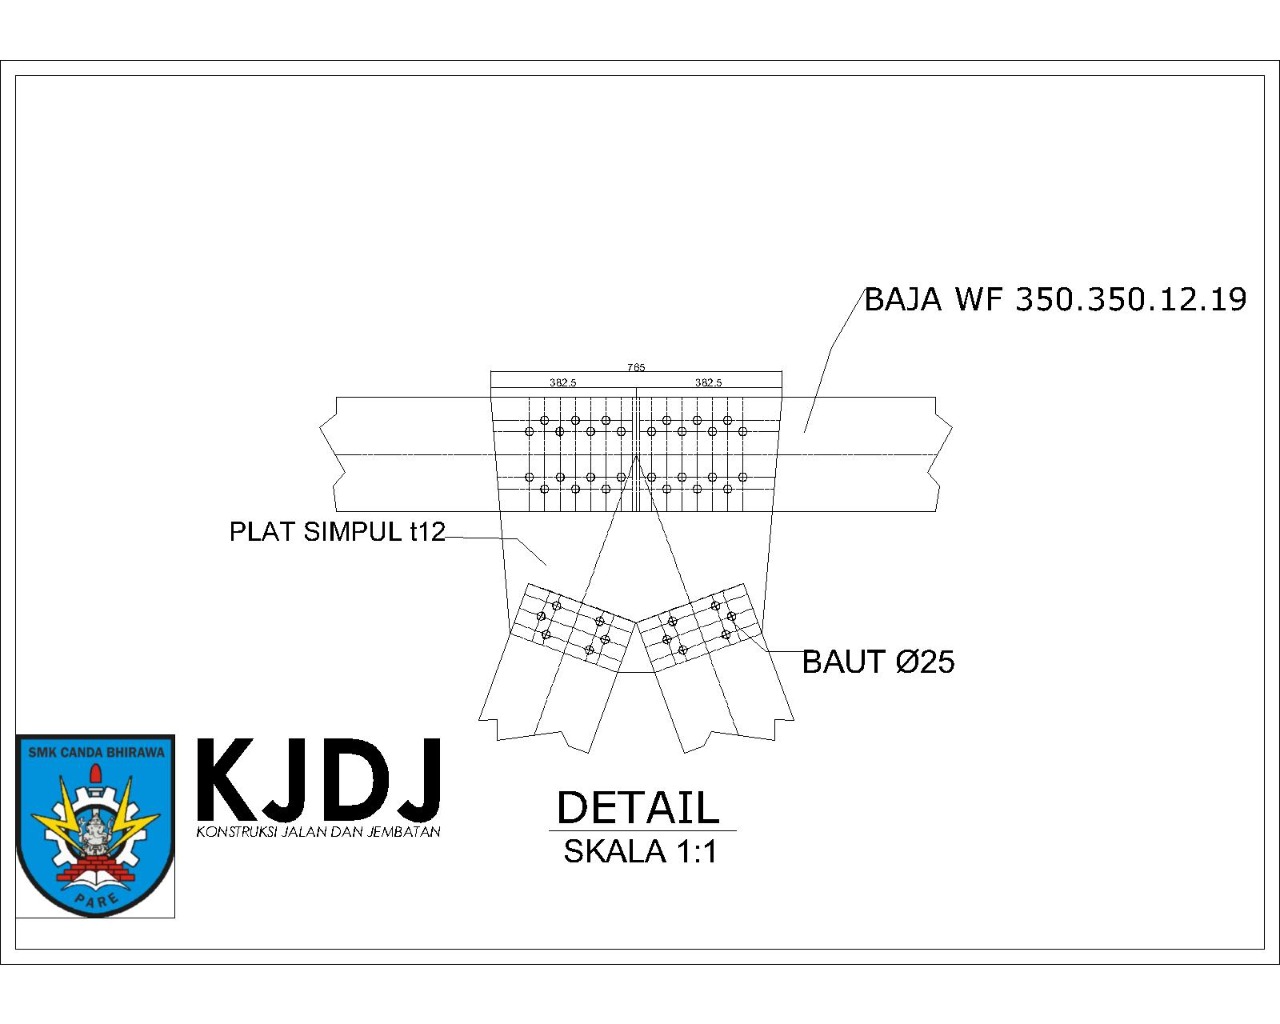 BAJA WF 350.350.12.19
765
382.5
382.5
PLAT SIMPUL t12
BAUT Ø25
SMK CANDA BHIRAWA
PARE
KJDJ
KONSTRUKSI JALAN DAN JEMBATAN
DETAIL
SKALA 1:1